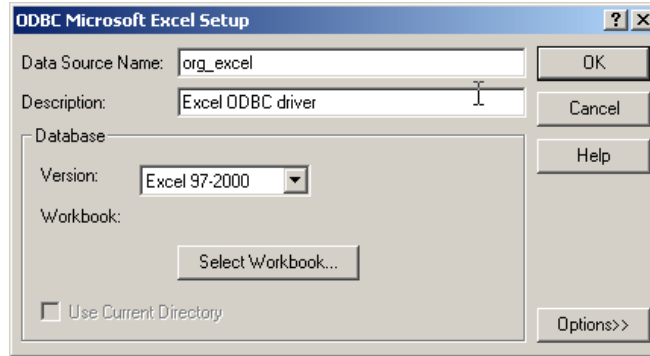 ODBC Microsoft Excel Setup
Data Source Name: org_excel
OK
Description: Excel ODBC driver
Cancel
Database
Help
Version: Excel 97-2000
Workbook:
Select Workbook...
Use Current Directory
Options>>